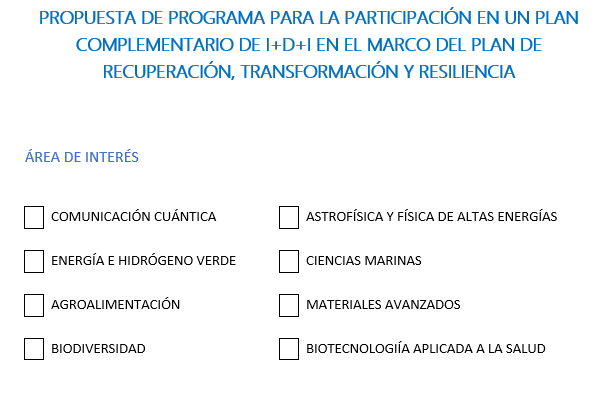 PROPUESTA DE PROGRAMA PARA LA PARTICIPACIÓN EN UN PLAN
COMPLEMENTARIO DE I+D+I EN EL MARCO DEL PLAN DE
RECUPERACIÓN, TRANSFORMACIÓN Y RESILIENCIA
ÁREA DE INTERÉS
COMUNICACIÓN CUÁNTICA
ASTROFÍSICA Y FÍSICA DE ALTAS ENERGÍAS
ENERGÍA E HIDRÓGENO VERDE
CIENCIAS MARINAS
AGROALIMENTACIÓN
MATERIALES AVANZADOS
BIODIVERSIDAD
BIOTECNOLOGIÍA APLICADA A LA SALUD